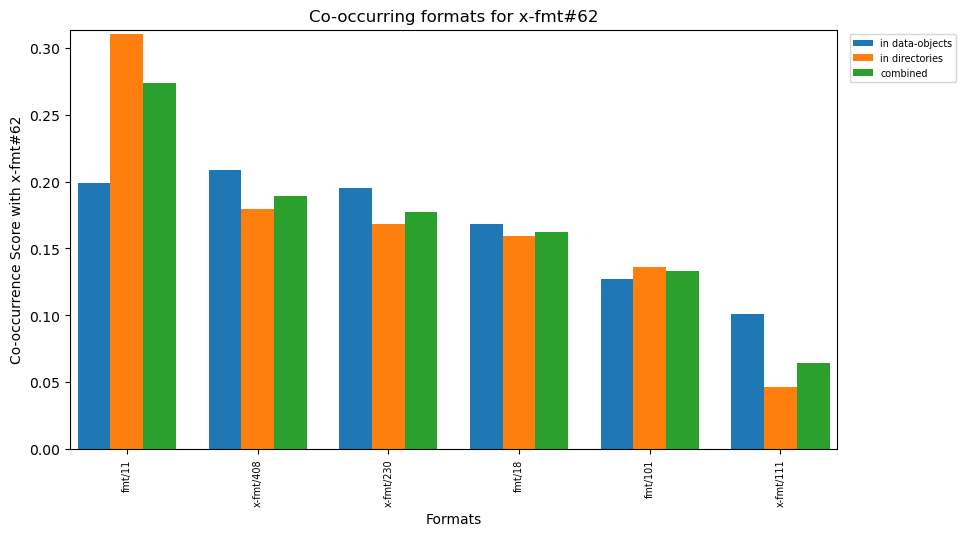 Co-occurring formats for x-fmt#62
Co-occurrence Score with x-fmt#62
0.30
0.25
0.20
0.15
0.10
0.05
0.00
fmt/11
x-fmt/408
x-fmt/230
fmt/18
fmt/101
x-fmt/111
Formats
in data-objects
in directories
combined